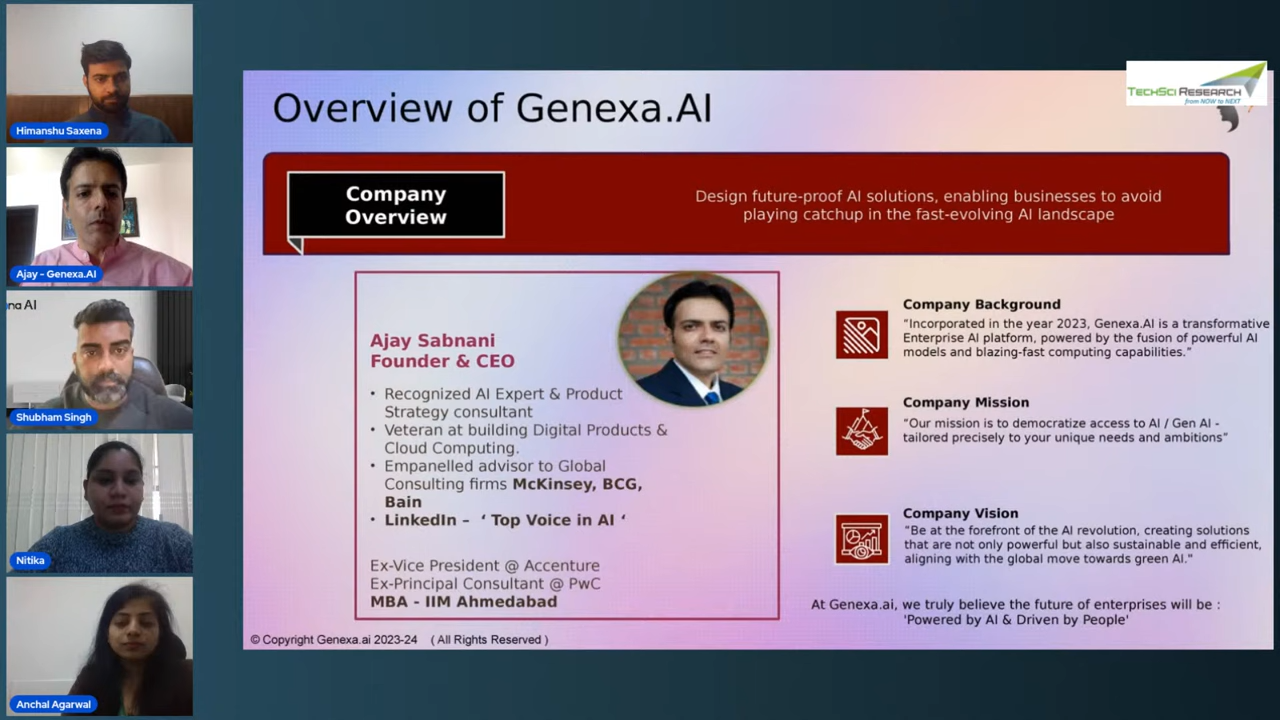 Himanshu Saxena
Ajay - Genexa.AI
na AI
Shubham Singh
Nitika
Anchal Agarwal
Overview of Genexa.AI
TECHSCI RESEARCH
from NOW to NEXT
Company
Overview
Design future-proof AI solutions, enabling businesses to avoid
playing catchup in the fast-evolving AI landscape
Ajay Sabnani
Founder & CEO
• Recognized AI Expert & Product
Strategy consultant
• Veteran at building Digital Products &
Cloud Computing.
• Empanelled advisor to Global
Consulting firms McKinsey, BCG,
Bain
• LinkedIn – ‘ Top Voice in AI ‘
Ex-Vice President @ Accenture
Ex-Principal Consultant @ PwC
MBA - IIM Ahmedabad
Company Background
“Incorporated in the year 2023, Genexa.AI is a transformative
Enterprise AI platform, powered by the fusion of powerful AI
models and blazing-fast computing capabilities.”
Company Mission
“Our mission is to democratize access to AI / Gen AI -
tailored precisely to your unique needs and ambitions”
Company Vision
“Be at the forefront of the AI revolution, creating solutions
that are not only powerful but also sustainable and efficient,
aligning with the global move towards green AI."
At Genexa.ai, we truly believe the future of enterprises will be :
'Powered by AI & Driven by People'
© Copyright Genexa.ai 2023-24 ( All Rights Reserved )